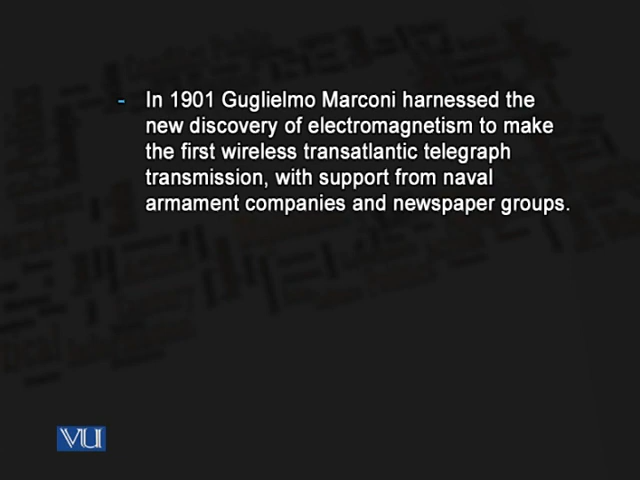 - In 1901 Guglielmo Marconi harnessed the
new discovery of electromagnetism to make
the first wireless transatlantic telegraph
transmission, with support from naval
armament companies and newspaper groups.
VU